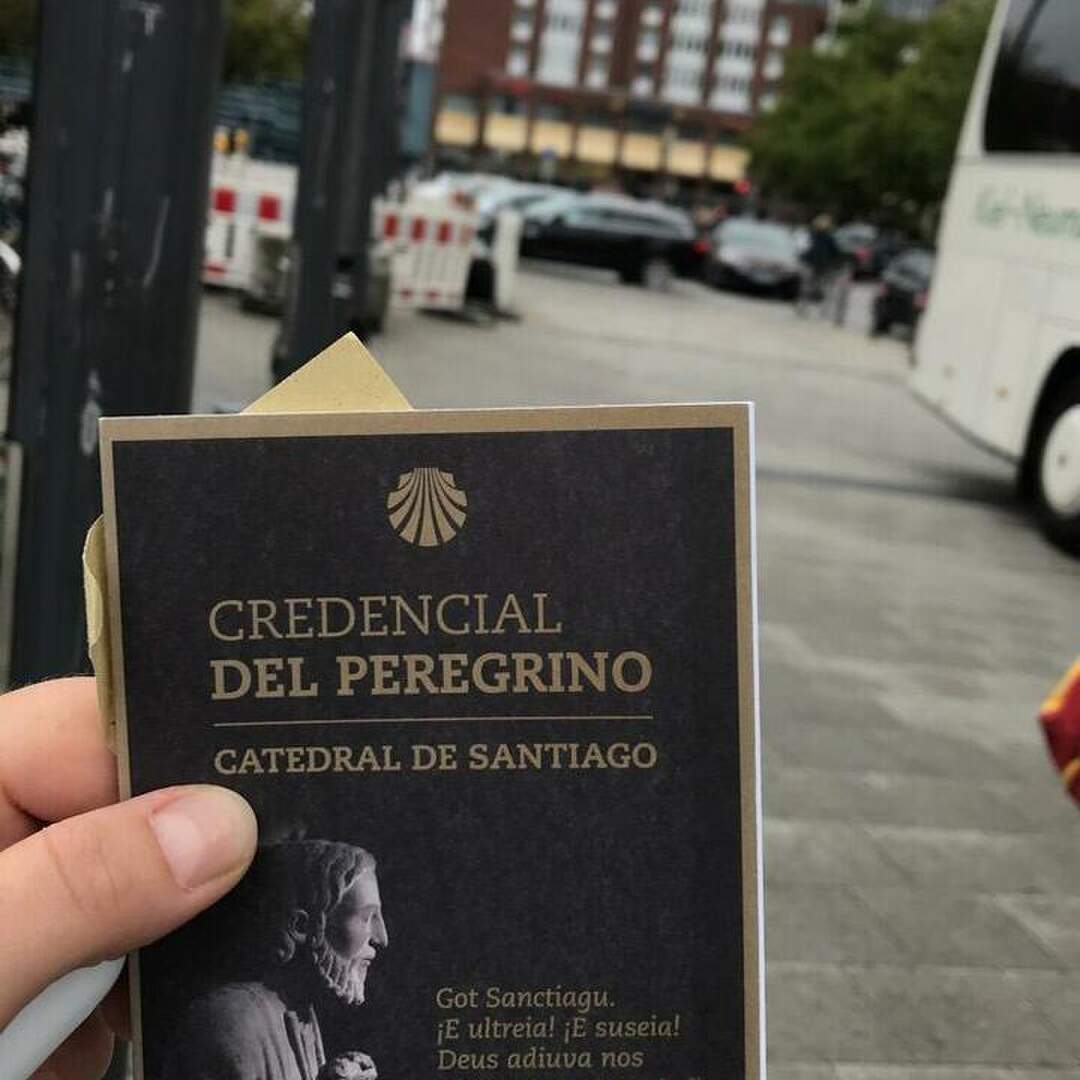 CREDENCIAL
DEL PEREGRINO
CATEDRAL DE SANTIAGO
Got Sanctiagu.
¡E ultreia! ¡E suseia!
Deus adiuva nos